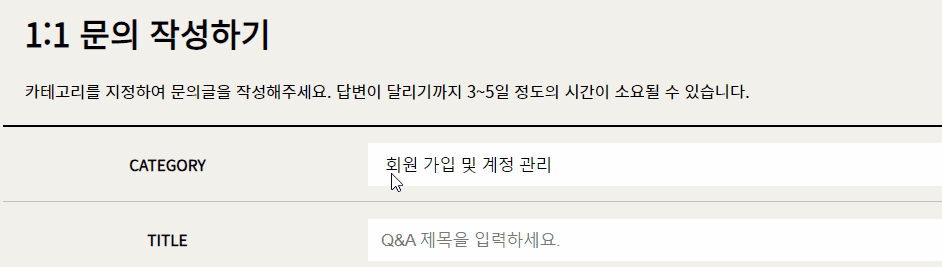 1:1 문의 작성하기
카테고리를 지정하여 문의글을 작성해주세요. 답변이 달리기까지 3~5일 정도의 시간이 소요될 수 있습니다.
CATEGORY
회원 가입 및 계정 관리
TITLE
Q&A 제목을 입력하세요.